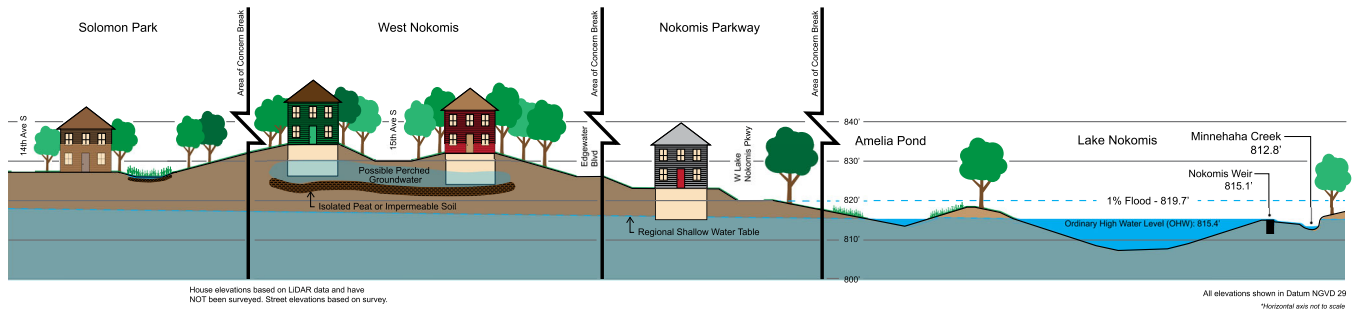 Solomon Park
West Nokomis
Nokomis Parkway
Area of Concern Break
Area of Concern Break
Area of Concern Break
14th Ave S
15th Ave S
Edgewater
Blvd
W Lake
Nokomis Pkwy
840'
830'
820'
810'
800'
Amelia Pond
Lake Nokomis
Minnehaha Creek
812.8'
Nokomis Weir
815.1'
Possible Perched
Groundwater
Isolated Peat or Impermeable Soil
Regional Shallow Water Table
1% Flood - 819.7'
Ordinary High Water Level (OHW): 815.4'
House elevations based on LiDAR data and have
NOT been surveyed. Street elevations based on survey.
All elevations shown in Datum NGVD 29
*Horizontal axis not to scale